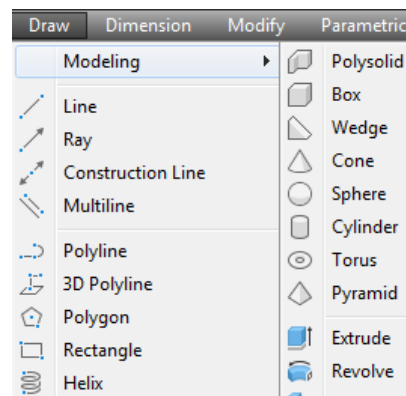 Draw Dimension Modify Parametric
Modeling
Line
Ray
Construction Line
Multiline
Polyline
3D Polyline
Polygon
Rectangle
Helix
Polysolid
Box
Wedge
Cone
Sphere
Cylinder
Torus
Pyramid
Extrude
Revolve